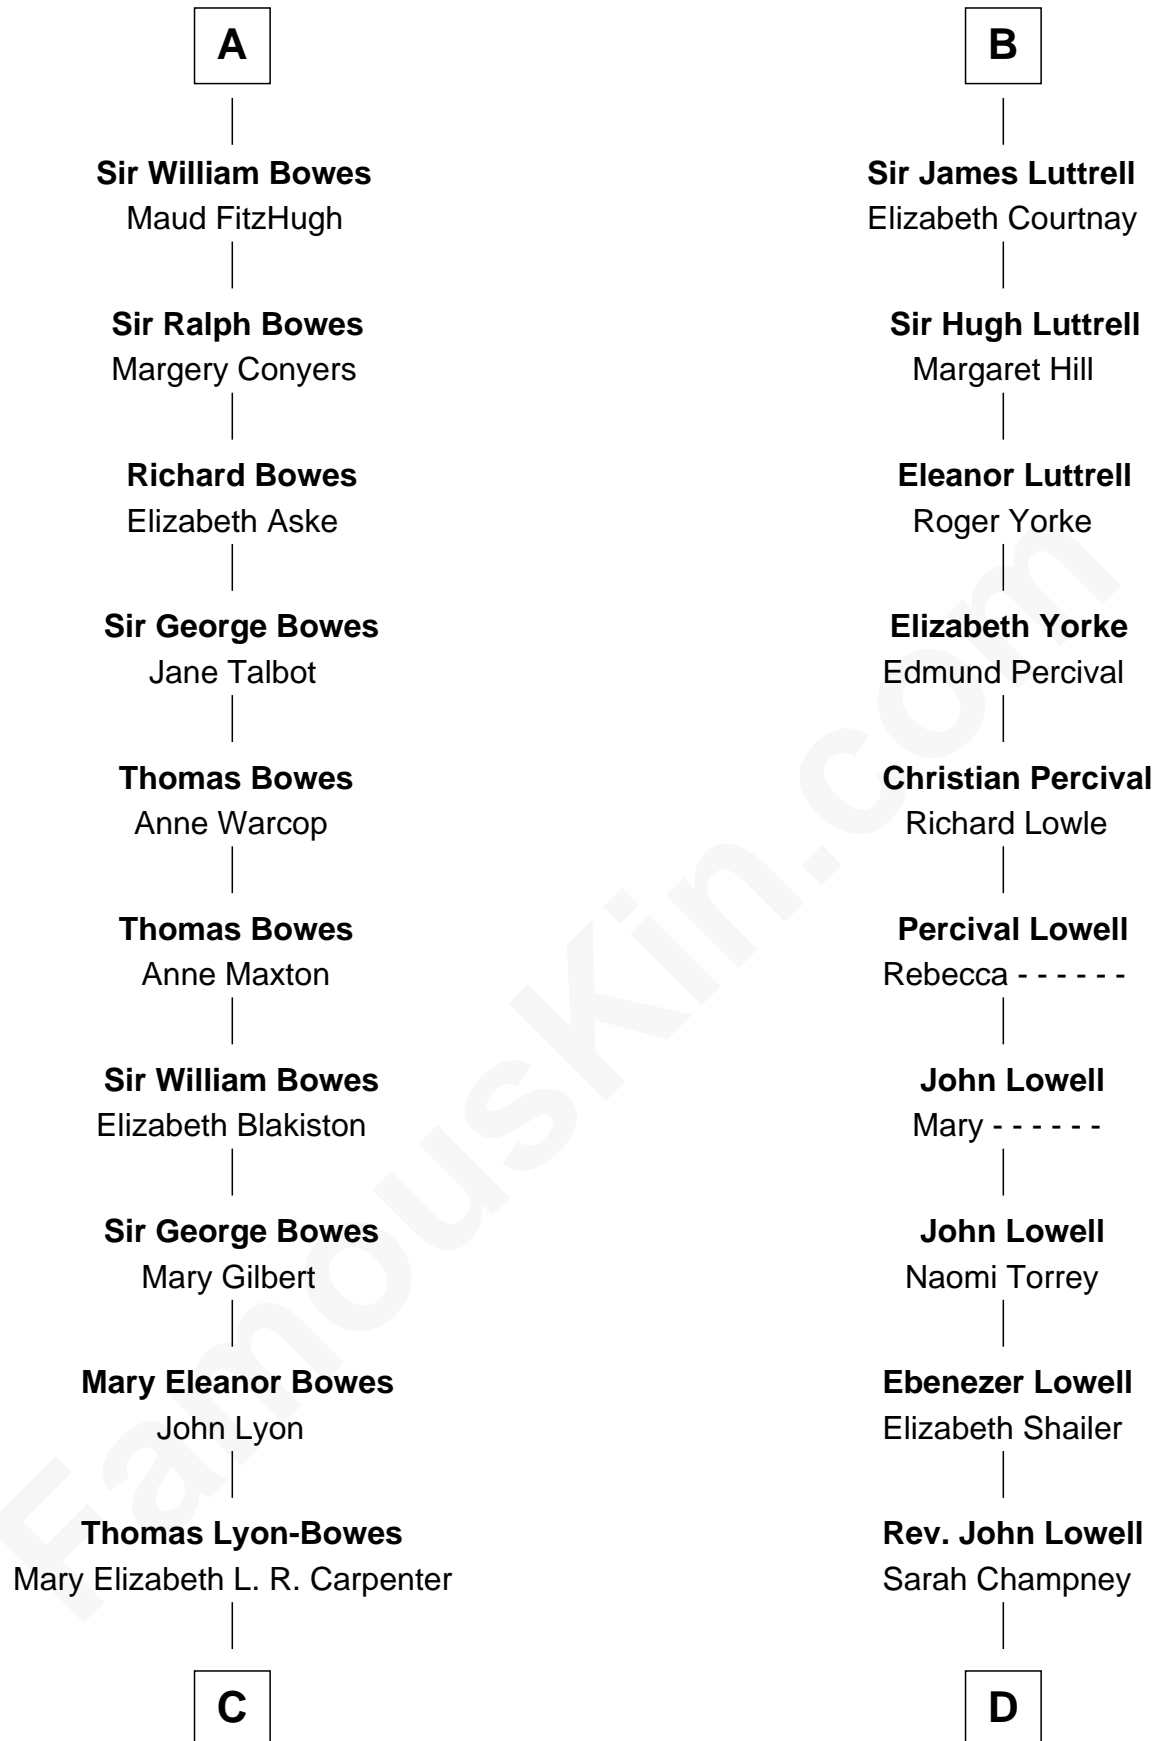 A
Sir William Bowes
Maud FitzHugh
Sir Ralph Bowes
Margery Conyers
Richard Bowes
Elizabeth Aske
Sir George Bowes
Jane Talbot
Thomas Bowes
Anne Warcop
Thomas Bowes
Anne Maxton
Sir William Bowes
Elizabeth Blakiston
Sir George Bowes
Mary Gilbert
Mary Eleanor Bowes
John Lyon
Thomas Lyon-Bowes
Mary Elizabeth L. R. Carpenter
C
B
Sir James Luttrell
Elizabeth Courtnay
Sir Hugh Luttrell
Margaret Hill
Eleanor Luttrell
Roger Yorke
Elizabeth Yorke
Edmund Percival
Christian Percival
Richard Lowle
Percival Lowell
Rebecca - - - - - -
John Lowell
Mary - - - - - -
John Lowell
Naomi Torrey
Ebenezer Lowell
Elizabeth Shailer
Rev. John Lowell
Sarah Champney
D
FamousKin.com